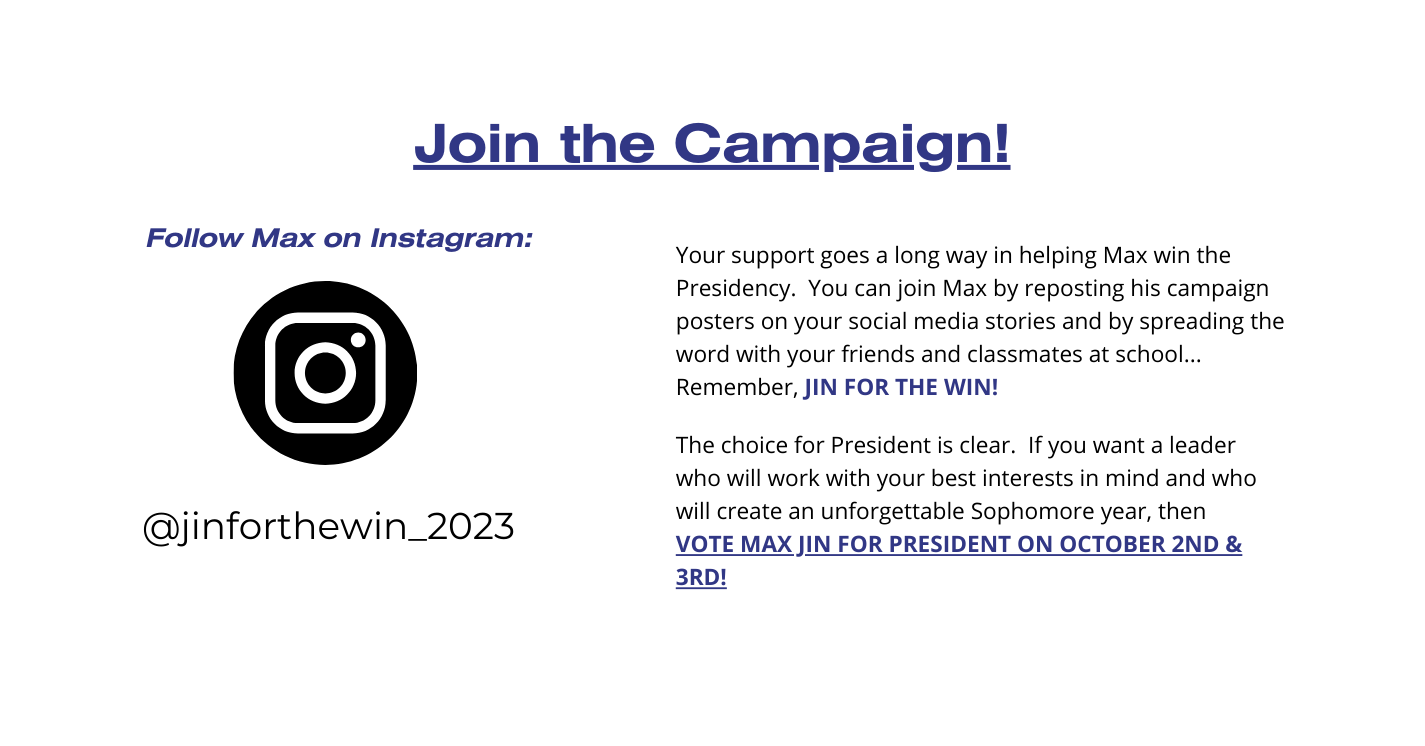 Join the Campaign!
Follow Max on Instagram:
@jinforthewin_2023
Your support goes a long way in helping Max win the
Presidency.  You can join Max by reposting his campaign
posters on your social media stories and by spreading the
word with your friends and classmates at school...
Remember, JIN FOR THE WIN!
The choice for President is clear.  If you want a leader
who will work with your best interests in mind and who
will create an unforgettable Sophomore year, then
VOTE MAX JIN FOR PRESIDENT ON OCTOBER 2ND &
3RD!